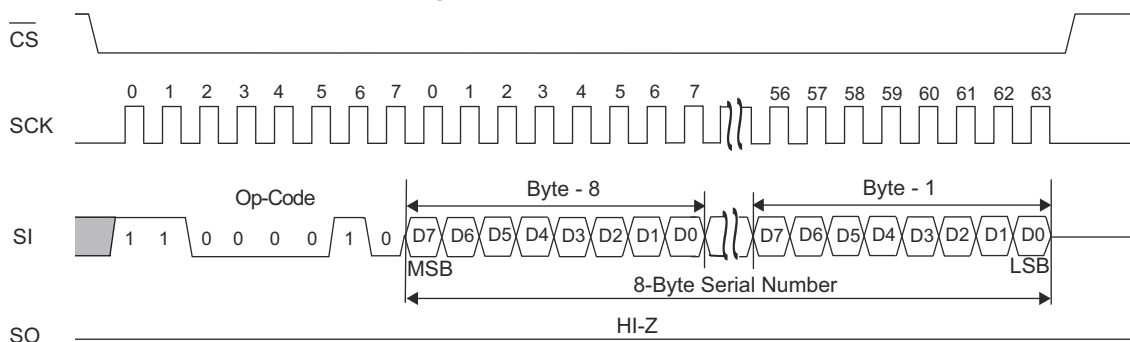 CS
0 1 2 3 4 5 6 7 0 1 2 3 4 5 6 7 56 57 58 59 60 61 62 63
SCK
Op-Code Byte - 8 Byte - 1
SI 1 1 0 0 0 0 1 0 D7 D6 D5 D4 D3 D2 D1 D0 D7 D6 D5 D4 D3 D2 D1 D0
MSB LSB
8-Byte Serial Number
HI-Z
SO